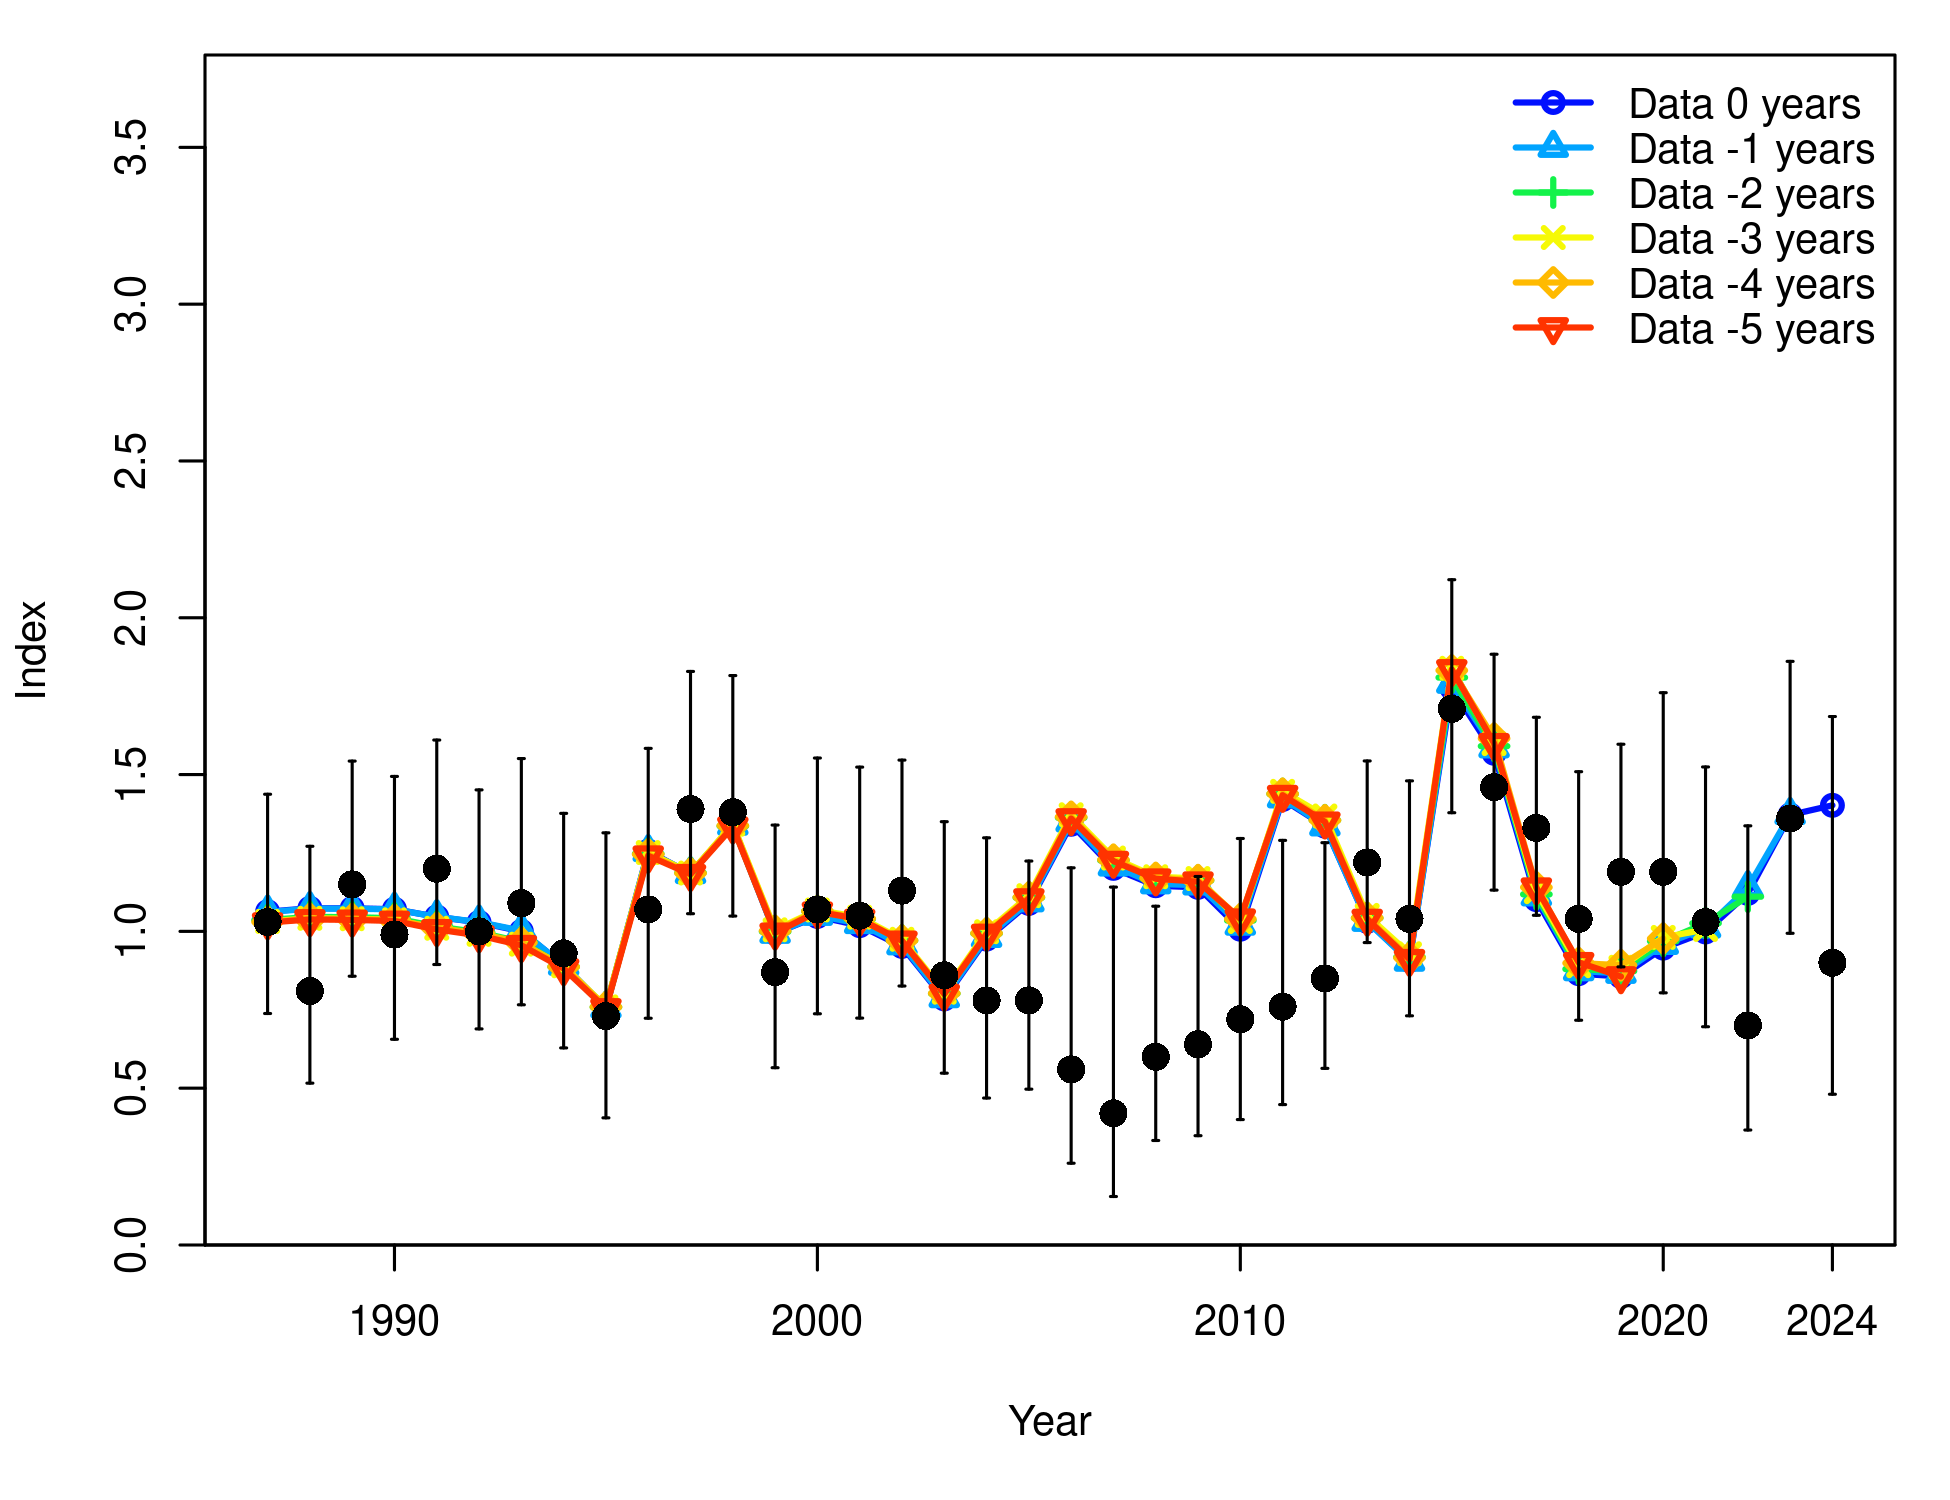 Data 0 years
Data -1 years
Data -2 years
Data -3 years
Data -4 years
Data -5 years
3.5
3.0
2.5
2.0
1.5
1.0
0.5
0.0
Index
1990 2000 2010 2020 2024
Year